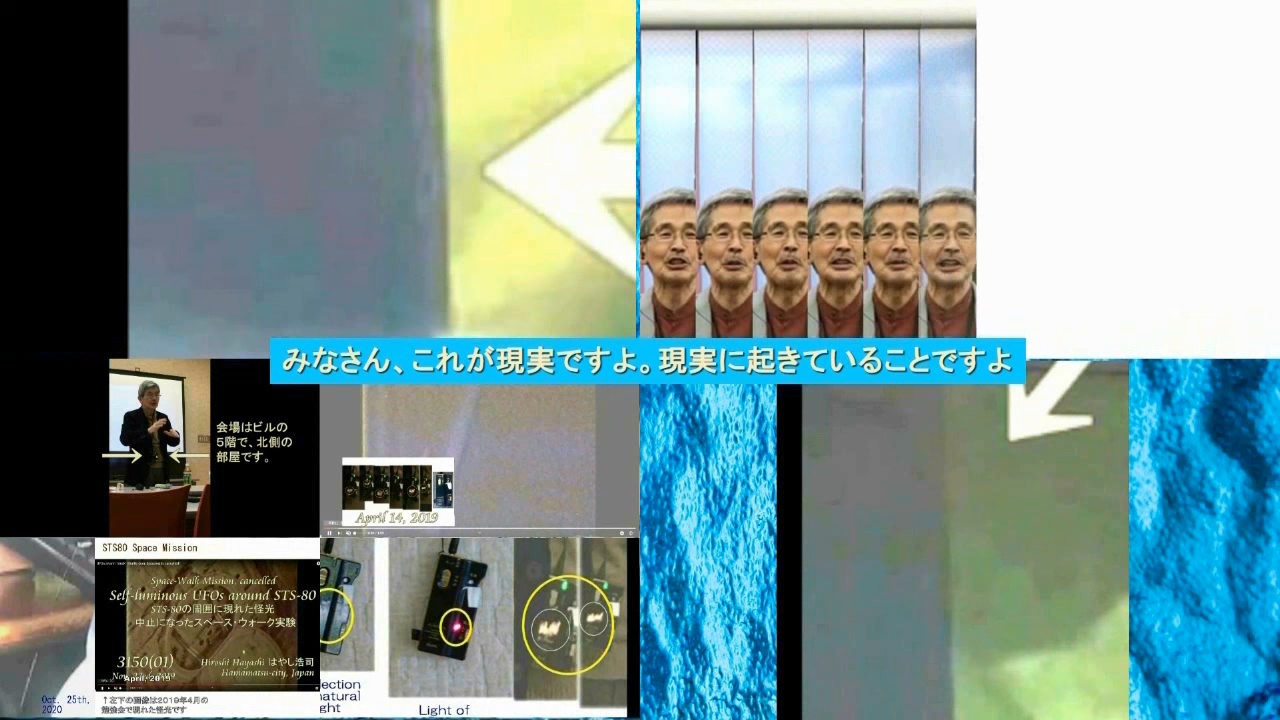 みなさん、これが現実ですよ。現実に起きていることですよ
会場はビルの
5階で、北側の
部屋です。
April 14, 2019
STS80 Space Mission
Space-Walk Mission, cancelled
Self-luminous UFOs around STS-80
STS-80の周囲に現れた怪光
中止になったスペース・ウォーク実験
3150(01)
Hiroshi Hayashi はやし浩司
Hamamatsu-city, Japan
Oct. 25th,
2020
↑左下の画像は2019年4月の
勉強会で現れた怪光です
ection
natural
ght
Light of